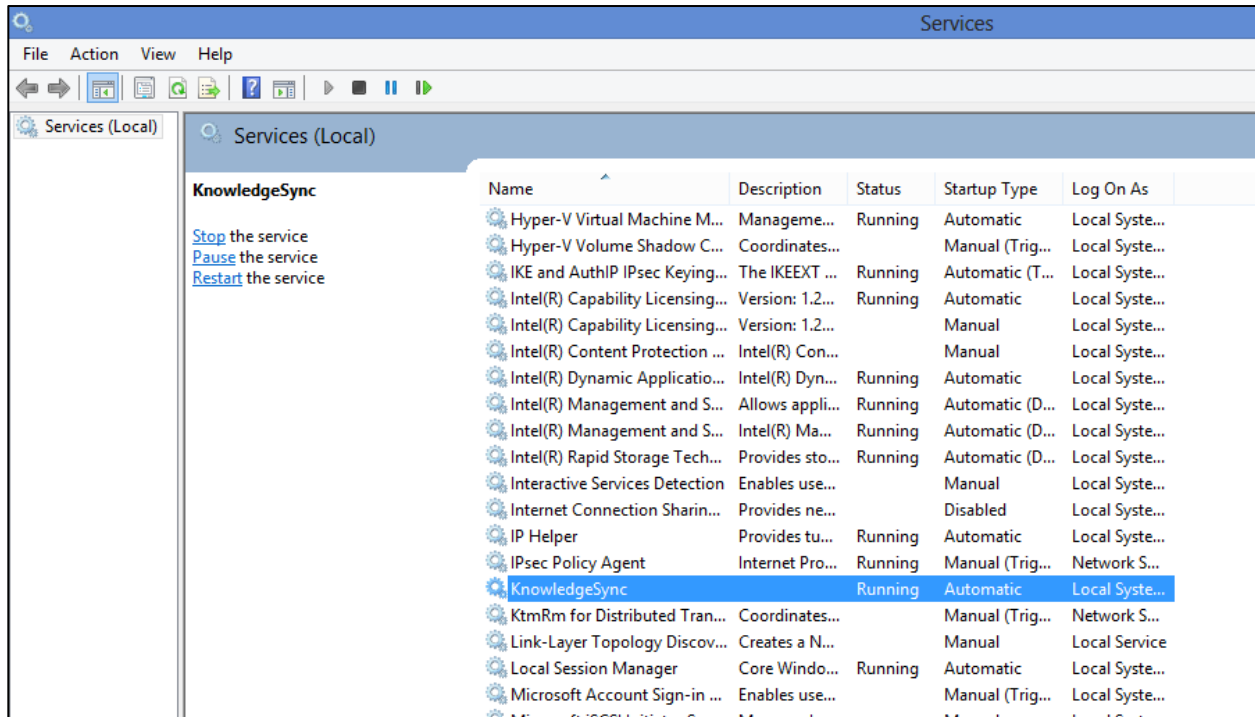 Services
File Action View Help
Services (Local)
Services (Local)
KnowledgeSync
Stop the service
Pause the service
Restart the service
Name Description Status Startup Type Log On As
Hyper-V Virtual Machine M... Manageme... Running Automatic Local Syste...
Hyper-V Volume Shadow C... Coordinates... Manual (Trig... Local Syste...
IKE and AuthIP IPsec Keying... The IKEEXT ... Running Automatic (T... Local Syste...
Intel(R) Capability Licensing... Version: 1.2... Running Automatic Local Syste...
Intel(R) Capability Licensing... Version: 1.2... Manual Local Syste...
Intel(R) Content Protection ... Intel(R) Con... Manual Local Syste...
Intel(R) Dynamic Applicatio... Intel(R) Dyn... Running Automatic Local Syste...
Intel(R) Management and S... Allows appli... Running Automatic (D... Local Syste...
Intel(R) Management and S... Intel(R) Ma... Running Automatic (D... Local Syste...
Intel(R) Rapid Storage Tech... Provides sto... Running Automatic (D... Local Syste...
Interactive Services Detection Enables use... Manual Local Syste...
Internet Connection Sharin... Provides ne... Disabled Local Syste...
IP Helper Provides tu... Running Automatic Local Syste...
IPsec Policy Agent Internet Pro... Running Manual (Trig... Network S...
KnowledgeSync Running Automatic Local Syste...
KtmRm for Distributed Tran... Coordinates... Manual (Trig... Network S...
Link-Layer Topology Discov... Creates a N... Manual Local Service
Local Session Manager Core Windo... Running Automatic Local Syste...
Microsoft Account Sign-in ... Enables use... Manual (Trig... Local Syste...